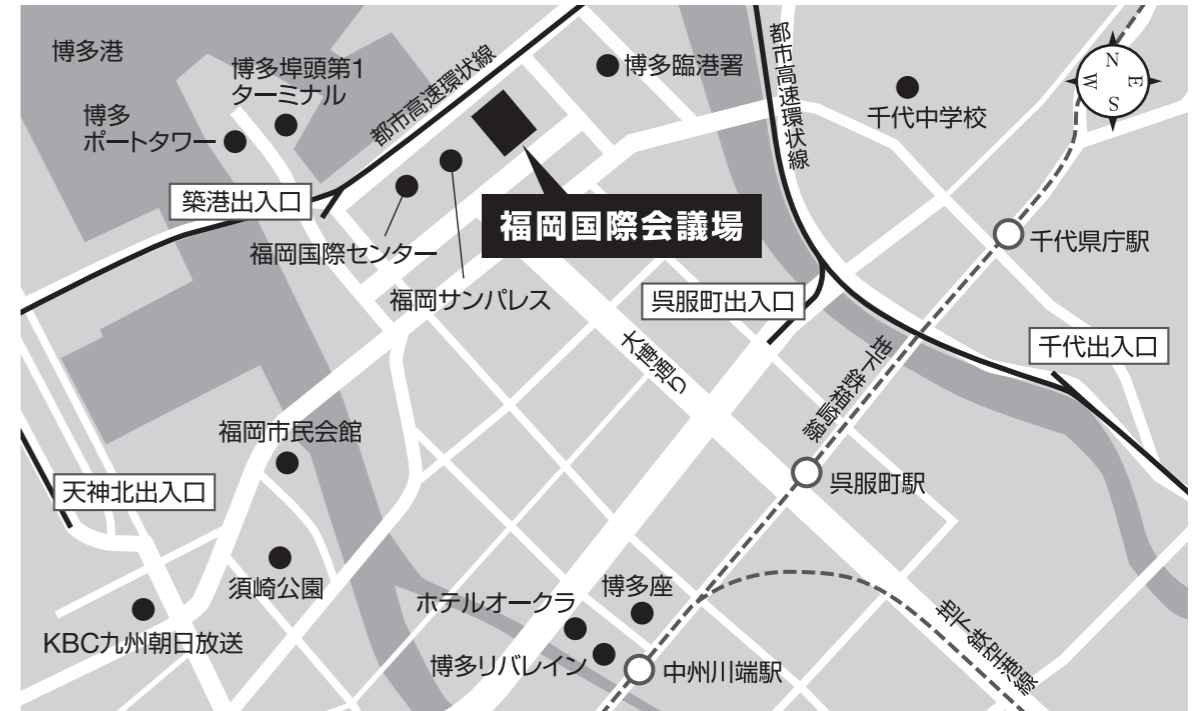 博多港
博多埠頭第1
ターミナル
博多
ポートタワー
都市高速環状線
博多臨港署
都市高速環状線
千代中学校
N
E
S
W
築港出入口
福岡国際センター
福岡サンパレス
福岡国際会議場
千代県庁駅
呉服町出入口
大博通り
地下鉄箱崎線
千代出入口
福岡市民会館
天神北出入口
呉服町駅
須崎公園
KBC九州朝日放送
ホテルオークラ
博多座
博多リバレイン
中州川端駅
地下鉄空港線